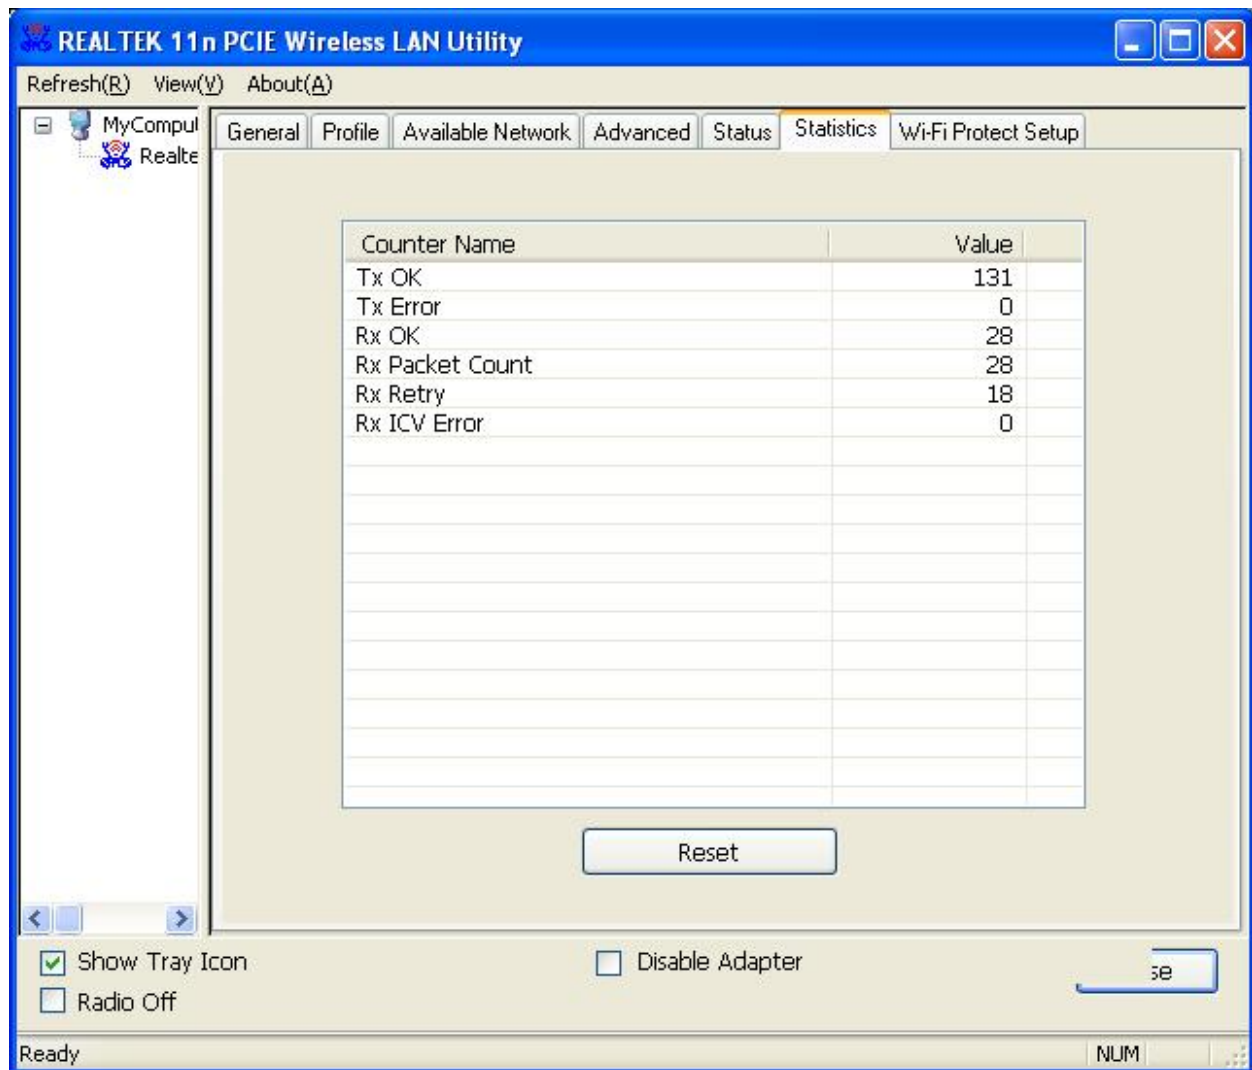 REALTEK 11n PCIE Wireless LAN Utility
Refresh(R) View(V) About(A)
MyComput
Realte
General Profile Available Network Advanced Status Statistics Wi-Fi Protect Setup
Counter Name Value
Tx OK 131
Tx Error 0
Rx OK 28
Rx Packet Count 28
Rx Retry 18
Rx ICV Error 0
Reset
Show Tray Icon
Disable Adapter
Radio Off
se
Ready NUM